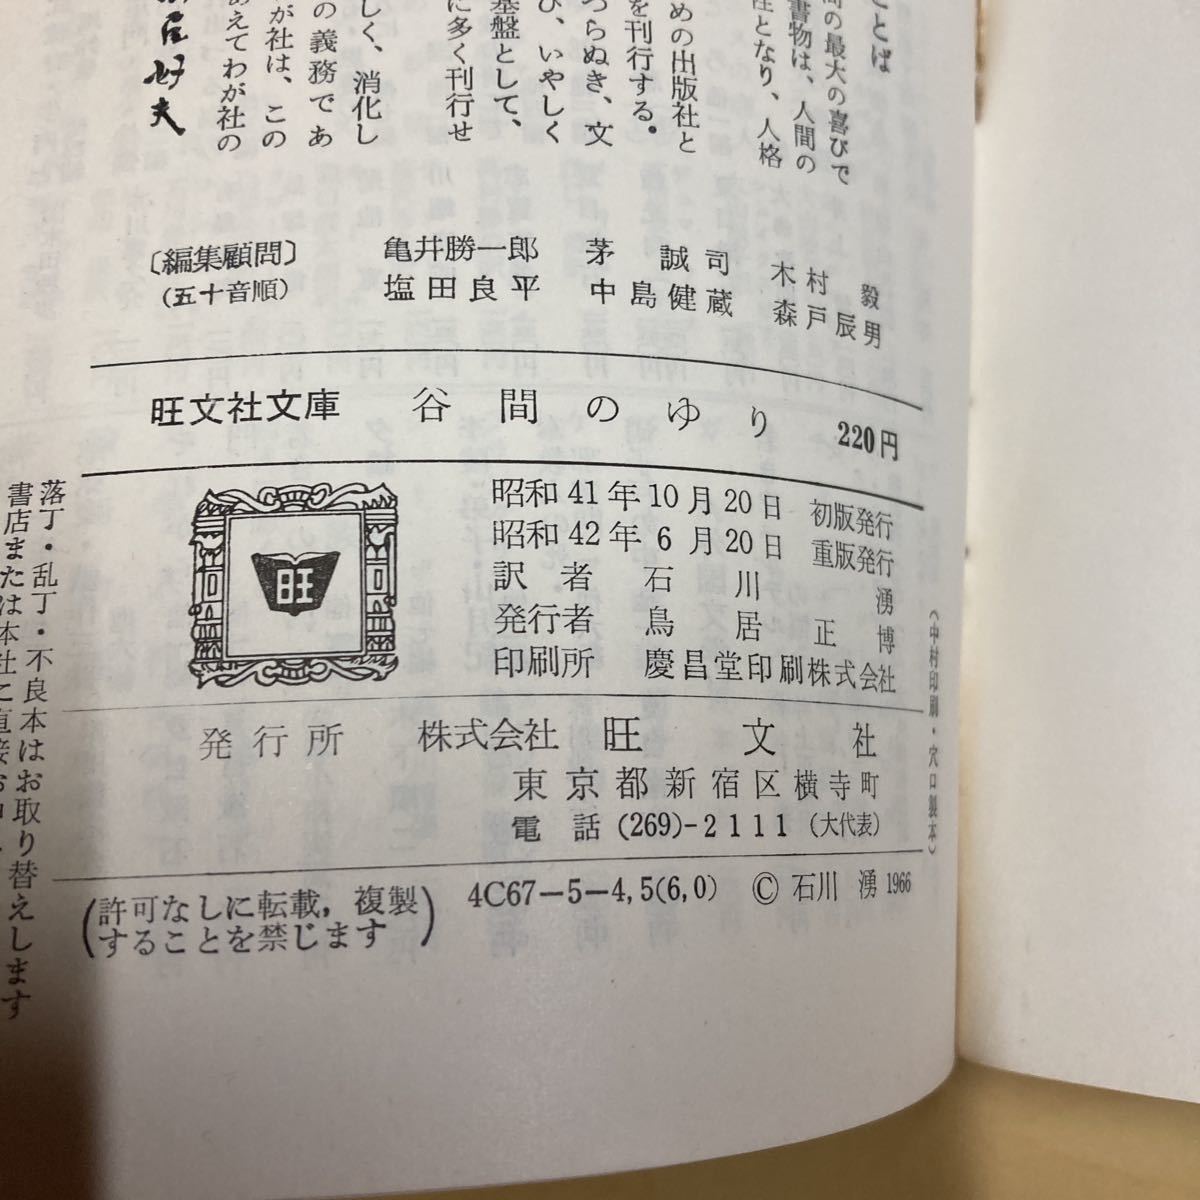 とば
間の最大の喜びで
書物は、人間の
性となり、人格
めの出版社と
を刊行する。
つらぬき、文
び、いやしく
基盤として、
に多く刊行せ
しく、消化し
の義務であ
が社は、この
あえてわが社の
好夫
〔編集顧問〕 亀井勝一郎 茅誠司 木村毅
(五十音順) 塩田良平 中島健蔵 森戸辰男
旺文社文庫 谷間のゆり 220円
昭和41年10月20日 初版発行
昭和42年6月20日 重版発行
訳者 石川湧
発行者 鳥居正博
印刷所 慶昌堂印刷株式会社
旺
(中村印刷・穴口製本)
発行所 株式会社 旺文社
東京都新宿区横寺町
電話 (269)-2111 (大代表)
落丁・乱丁・不良本はお取り替えします
書店または本社に直接お申
(許可なしに転載, 複製
することを禁じます)
4C67-5-4,5(6,0) © 石川 湧 1966